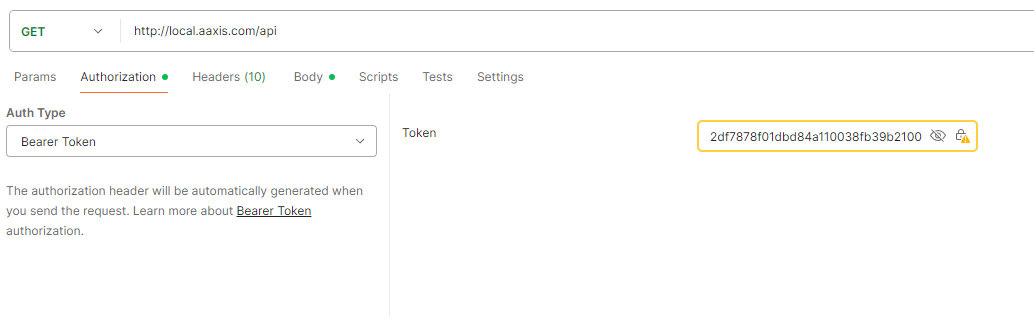 GET http://local.aaxis.com/api
Params Authorization Headers (10) Body Scripts Tests Settings
Auth Type
Bearer Token
The authorization header will be automatically generated when
you send the request. Learn more about Bearer Token
authorization.
Token 2df7878f01dbd84a110038fb39b2100